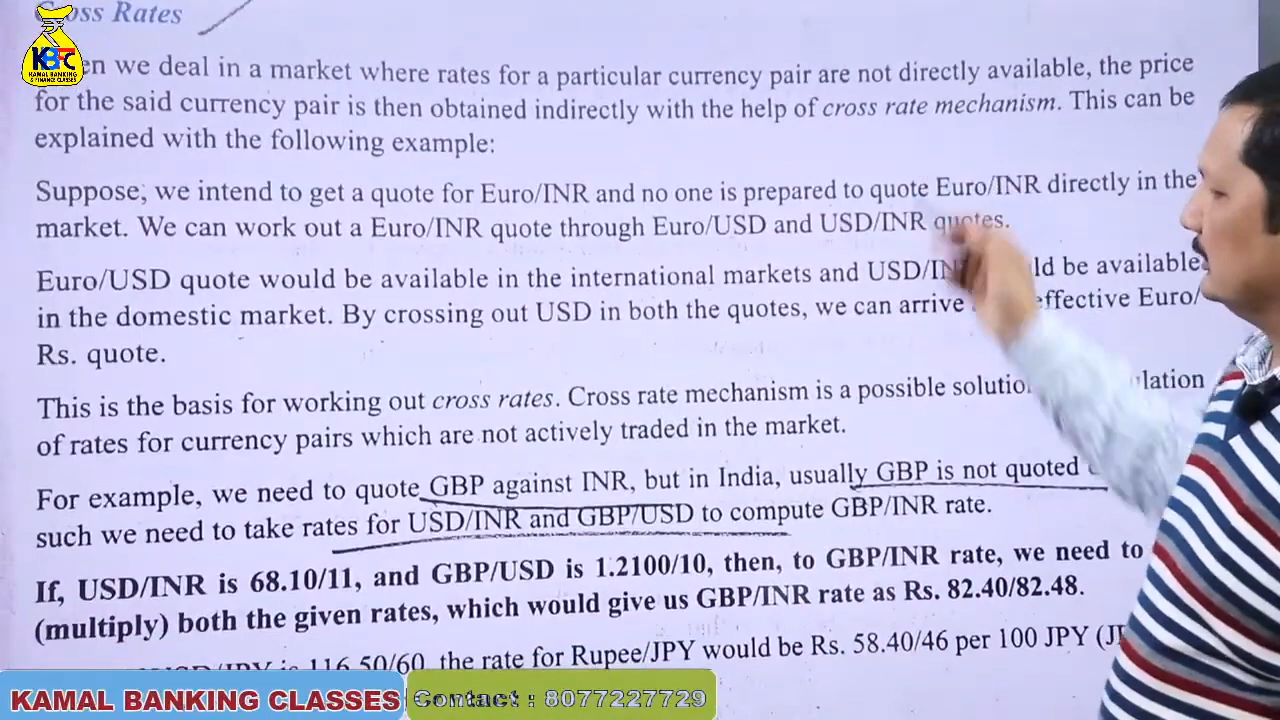 Cross Rates
KBFC
KAMAL BANKING
& FINANCE CLASSES
en we deal in a market where rates for a particular currency pair are not directly available, the price
for the said currency pair is then obtained indirectly with the help of cross rate mechanism. This can be
explained with the following example:
Suppose, we intend to get a quote for Euro/INR and no one is prepared to quote Euro/INR directly in the
market. We can work out a Euro/INR quote through Euro/USD and USD/INR quotes.
Euro/USD quote would be available in the international markets and USD/IN ld be available
in the domestic market. By crossing out USD in both the quotes, we can arrive effective Euro/
Rs. quote.
This is the basis for working out cross rates. Cross rate mechanism is a possible lation
of rates for currency pairs which are not actively traded in the market.
For example, we need to quote GBP against INR, but in India, usually GBP is not quoted
such we need to take rates for USD/INR and GBP/USD to compute GBP/INR rate.
If, USD/INR is 68.10/11, and GBP/USD is 1.2100/10, then, to GBP/INR rate, we need to
(multiply) both the given rates, which would give us GBP/INR rate as Rs. 82.40/82.48.
is 116.50/60, the rate for Rupee/JPY would be Rs. 58.40/46 per 100 JPY
KAMAL BANKING CLASSES
Contact : 8077227729